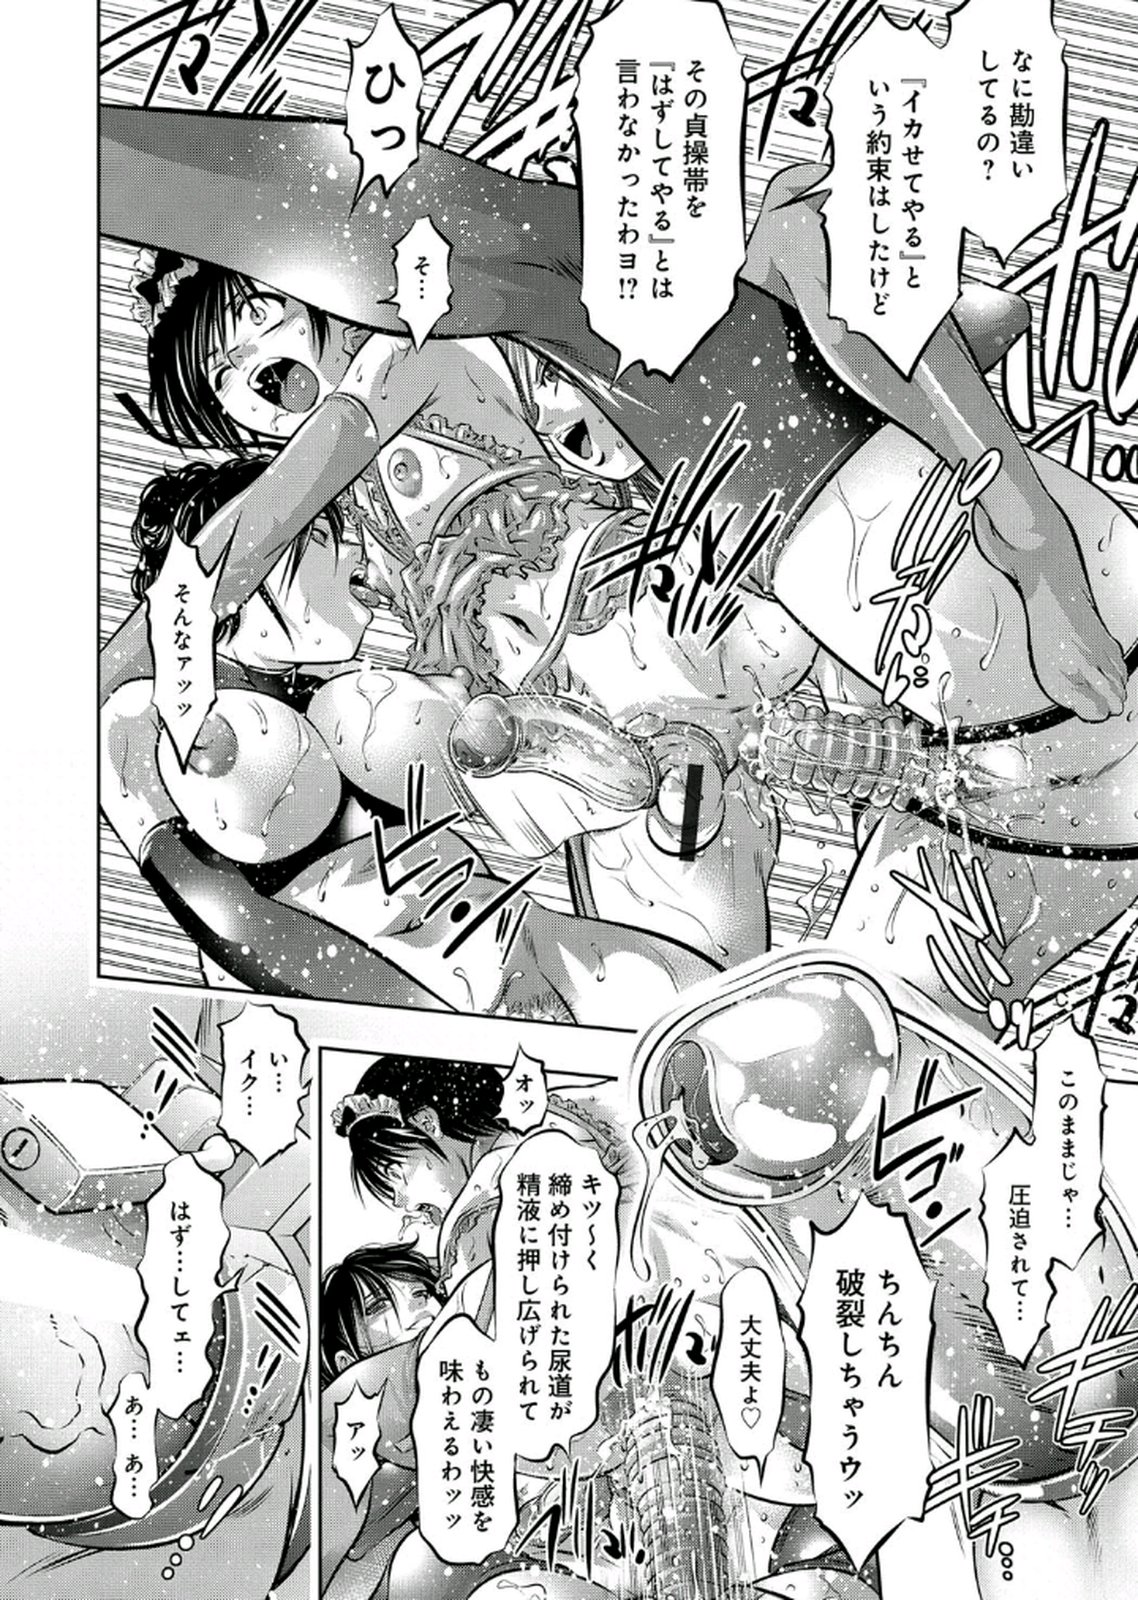 なに勘違い
してるの?
『イカせてやる』と
いう約束はしたけど
その貞操帯を
『はずしてやる』とは
言わなかったわヨ!?
ひっ
そ…
そんなァッッ
このままじゃ…
圧迫されて…
ちんちん
破裂しちゃうウッ
大丈夫よ♡
オッ
キツ〜〜く
締め付けられた尿道が
精液に押し広げられて
もの凄い快感を
味わえるわッッ
アッ
い…
イク…
はず…してェ…
あ…あ…